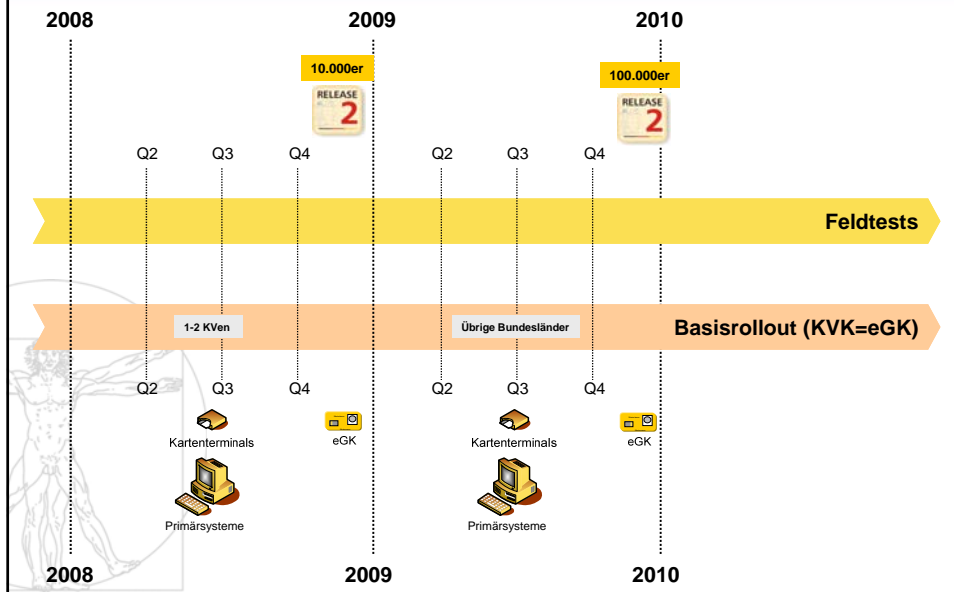 2008 2009 2010
10.000er 100.000er
RELEASE RELEASE
2 2
Q2 Q3 Q4 Q2 Q3 Q4
Feldtests
1-2 KVen Übrige Bundesländer Basisrollout (KVK=eGK)
Q2 Q3 Q4 Q2 Q3 Q4
Kartenterminals eGK Kartenterminals eGK
Primärsysteme Primärsysteme
2008 2009 2010